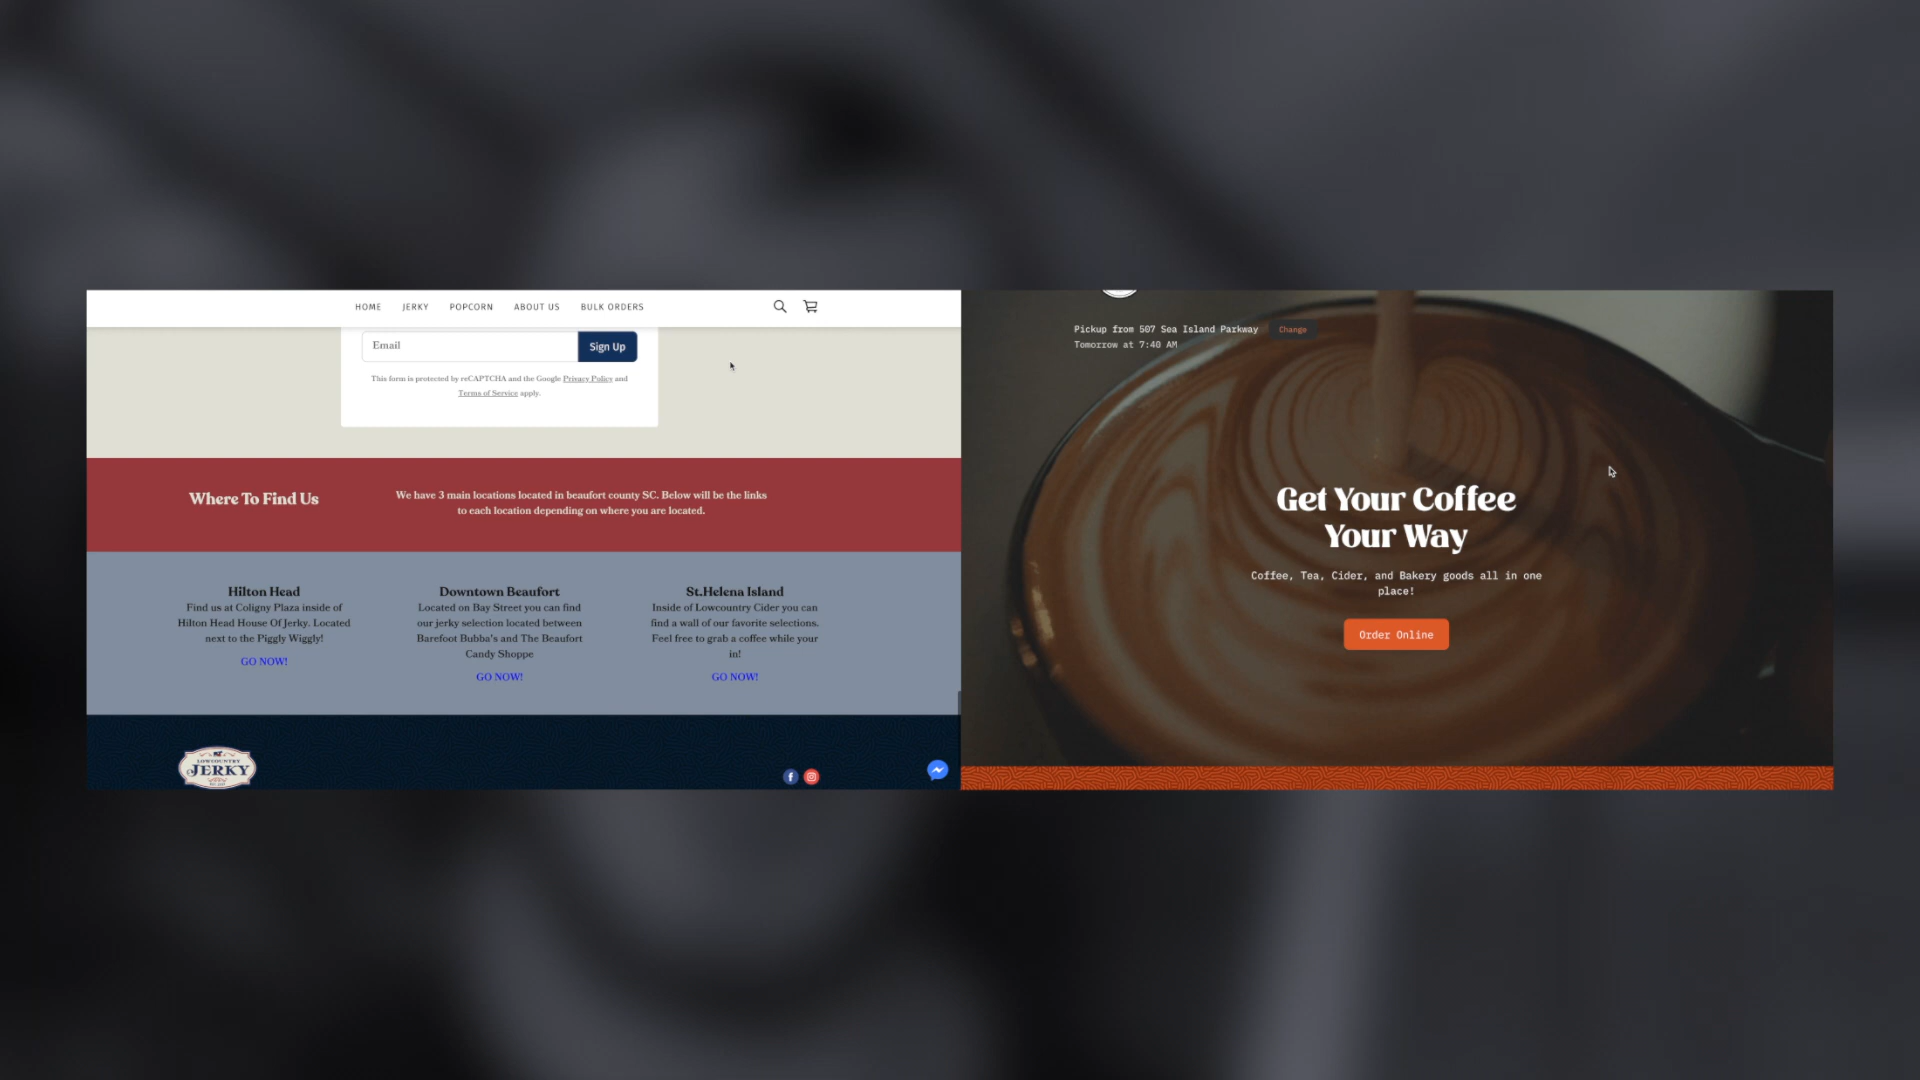 HOME JERKY POPCORN ABOUT US BULK ORDERS
Email
Sign Up
This form is protected by reCAPTCHA and the Google Privacy Policy and
Terms of Service apply.
Where To Find Us
We have 3 main locations located in beaufort county SC. Below will be the links
to each location depending on where you are located.
Hilton Head
Find us at Coligny Plaza inside of
Hilton Head House Of Jerky. Located
next to the Piggly Wiggly!
GO NOW!
Downtown Beaufort
Located on Bay Street you can find
our jerky selection located between
Barefoot Bubba's and The Beaufort
Candy Shoppe
GO NOW!
St.Helena Island
Inside of Lowcountry Cider you can
find a wall of our favorite selections.
Feel free to grab a coffee while your
in!
GO NOW!
LOWCOUNTRY
JERKY
Pickup from 507 Sea Island Parkway Change
Tomorrow at 7:40 AM
Get Your Coffee
Your Way
Coffee, Tea, Cider, and Bakery goods all in one
place!
Order Online